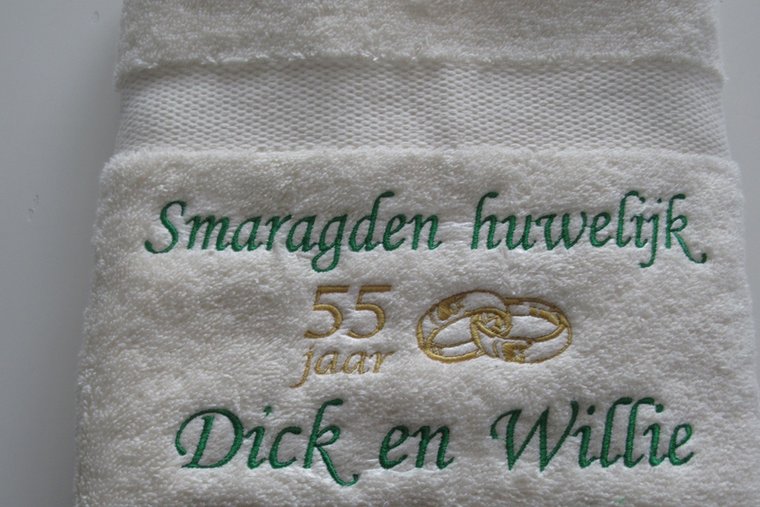 Smaragden huwelijk
55
jaar
Dick en Willie